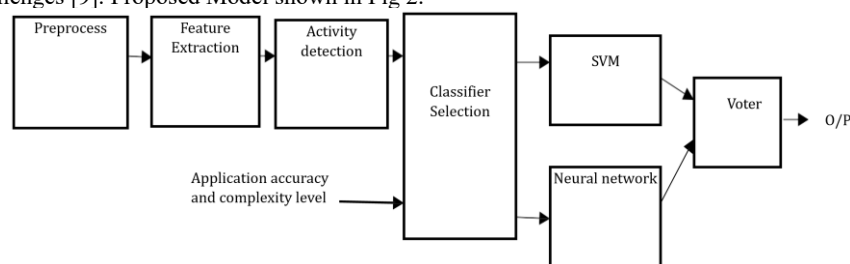 Proposed Model shown in Fig 2.
Preprocess
Feature
Extraction
Activity
detection
Classifier
Selection
SVM
Voter
O/P
Application accuracy
and complexity level
Neural network